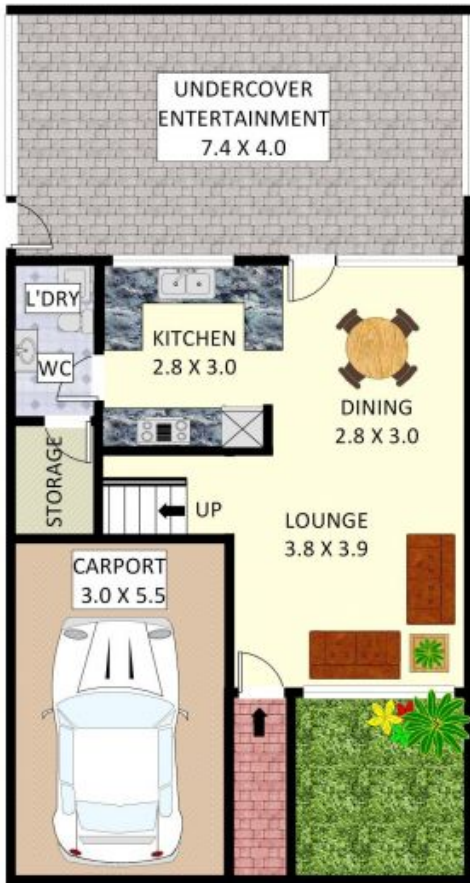 UNDERCOVER
ENTERTAINMENT
7.4 X 4.0
L'DRY
KITCHEN
2.8 X 3.0
WC
DINING
2.8 X 3.0
STORAGE
UP
LOUNGE
3.8 X 3.9
CARPORT
3.0 X 5.5